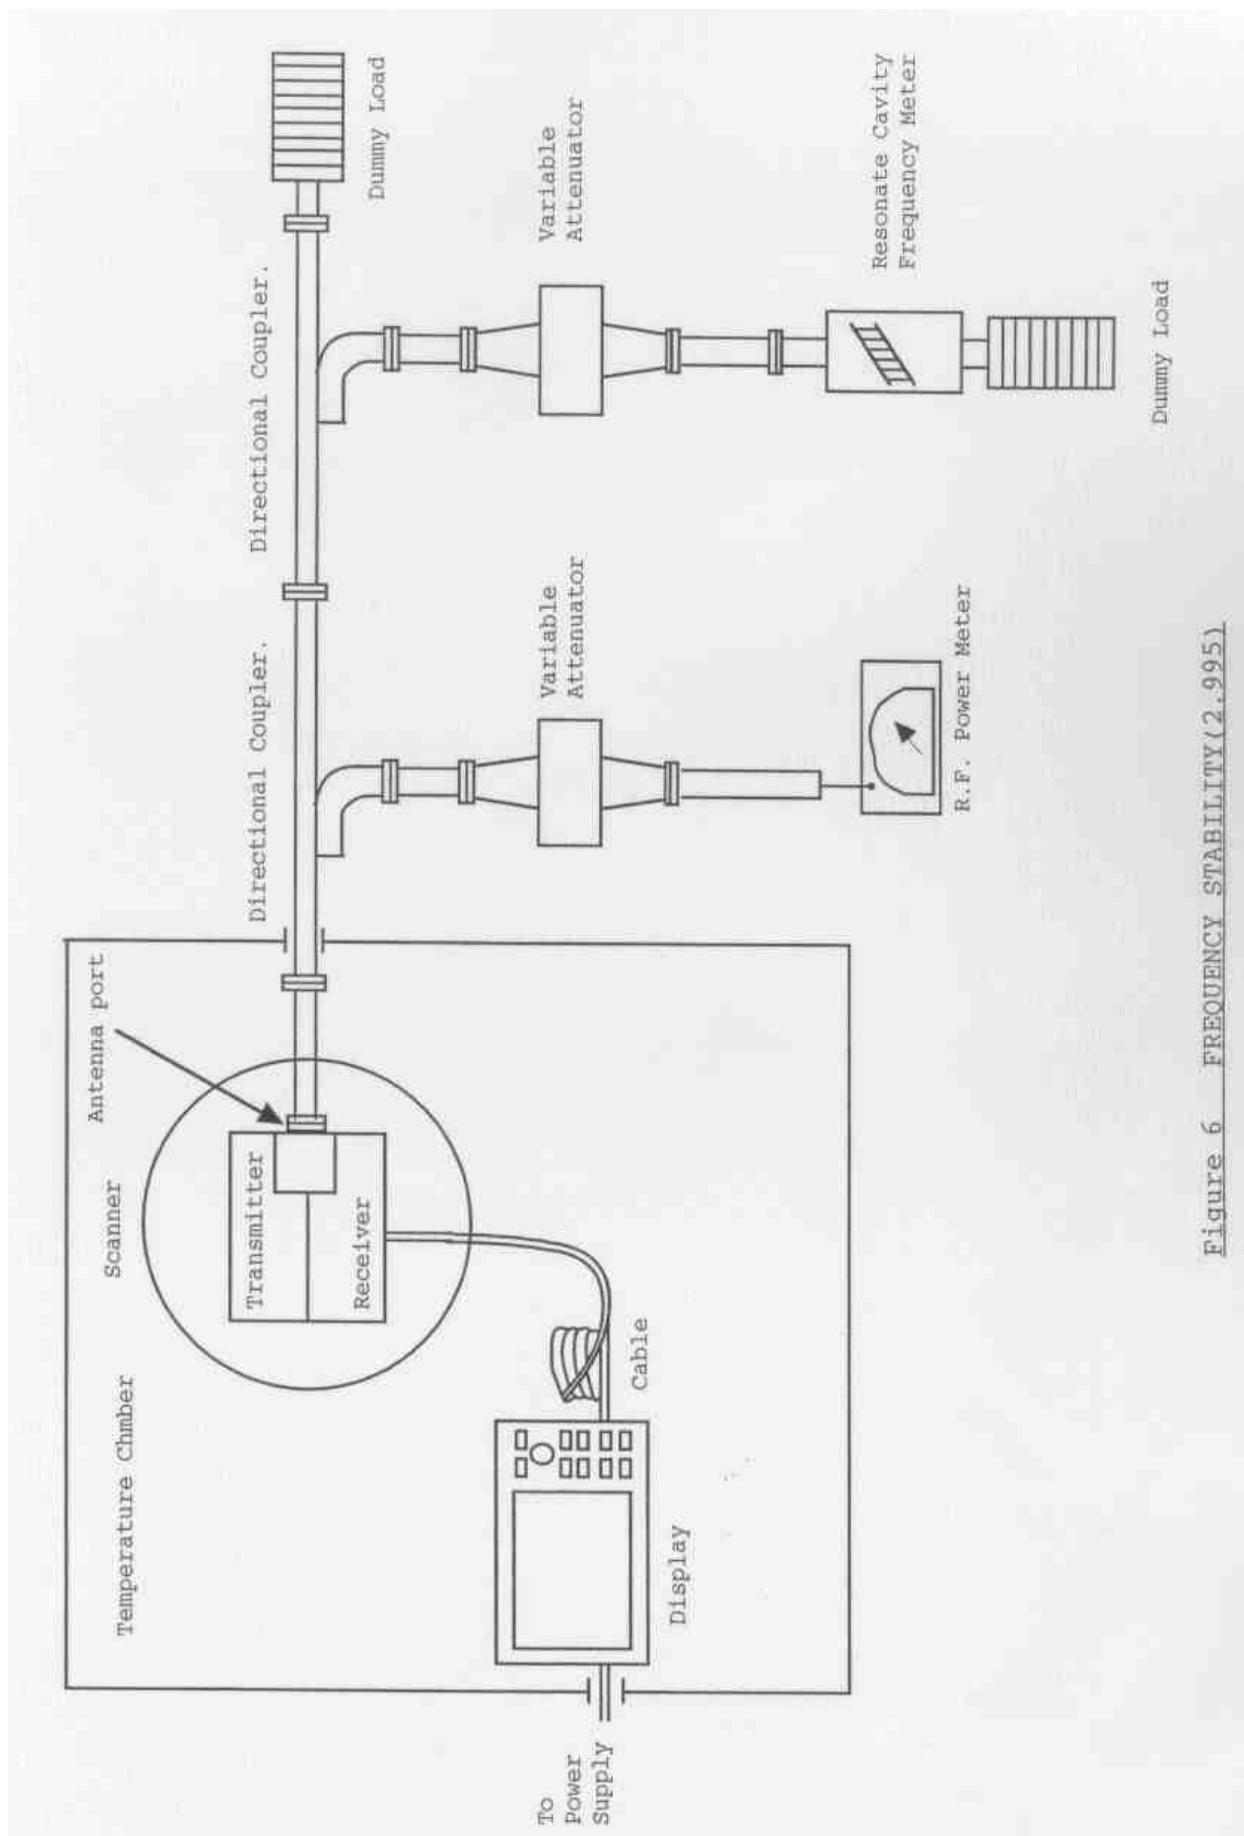 Temperature Chmber
Scanner
Antenna port
Transmitter
Receiver
Directional Coupler.
Directional Coupler.
Dummy Load
Cable
Display
To
Power
Supply
Variable
Attenuator
Variable
Attenuator
R.F. Power Meter
Resonate Cavity
Frequency Meter
Dummy Load
Figure 6 FREQUENCY STABILITY(2.995)